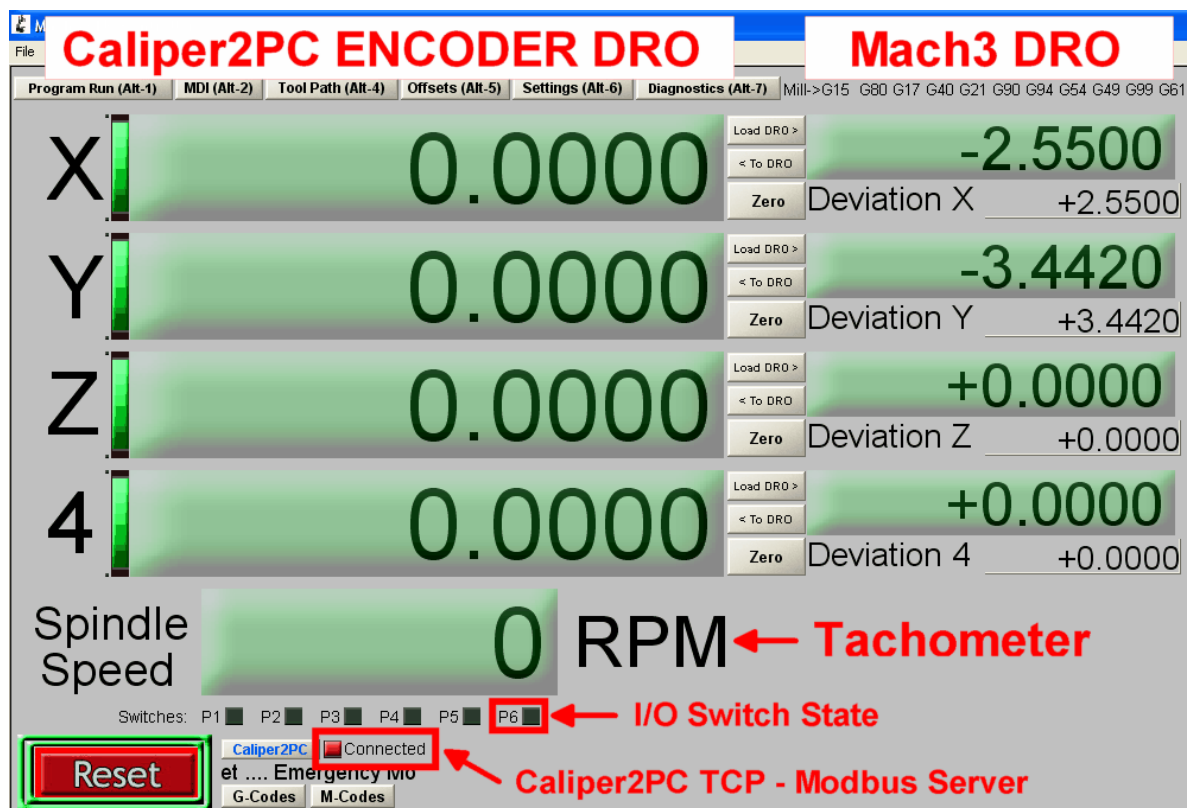 M
Caliper2PC ENCODER DRO
Mach3 DRO
File
Program Run (Alt-1) MDI (Alt-2) Tool Path (Alt-4) Offsets (Alt-5) Settings (Alt-6) Diagnostics (Alt-7) Mill->G15 G80 G17 G40 G21 G90 G94 G54 G49 G99 G61
X 0.0000
Load DRO >
< To DRO
Zero
-2.5500
Deviation X +2.5500
Y 0.0000
Load DRO >
< To DRO
Zero
-3.4420
Deviation Y +3.4420
Z 0.0000
Load DRO >
< To DRO
Zero
+0.0000
Deviation Z +0.0000
4 0.0000
Load DRO >
< To DRO
Zero
+0.0000
Deviation 4 +0.0000
Spindle
Speed
0 RPM
Tachometer
Switches: P1 P2 P3 P4 P5 P6
I/O Switch State
Reset
Caliper2PC Connected
et .... Emergency Mo
G-Codes M-Codes
Caliper2PC TCP - Modbus Server